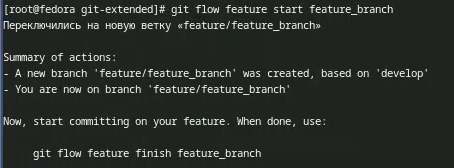 [root@fedora git-extended]# git flow feature start feature_branch
Переключились на новую ветку «feature/feature_branch»
Summary of actions:
- A new branch 'feature/feature_branch' was created, based on 'develop'
- You are now on branch 'feature/feature_branch'
Now, start committing on your feature. When done, use:
git flow feature finish feature_branch